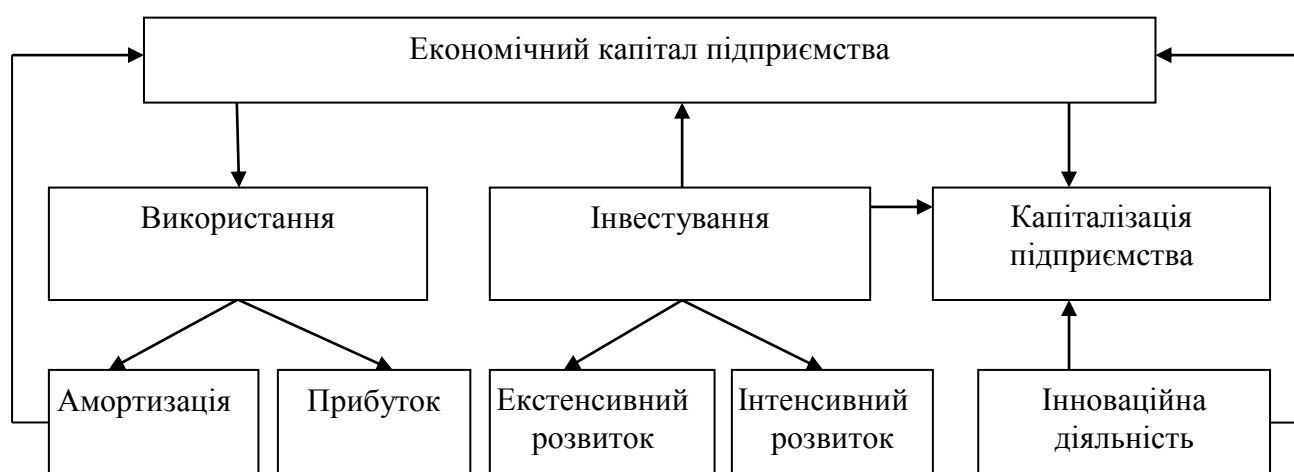 Економічний капітал підприємства
Використання
Інвестування
Капіталізація
підприємства
Амортизація
Прибуток
Екстенсивний
розвиток
Інтенсивний
розвиток
Інноваційна
діяльність